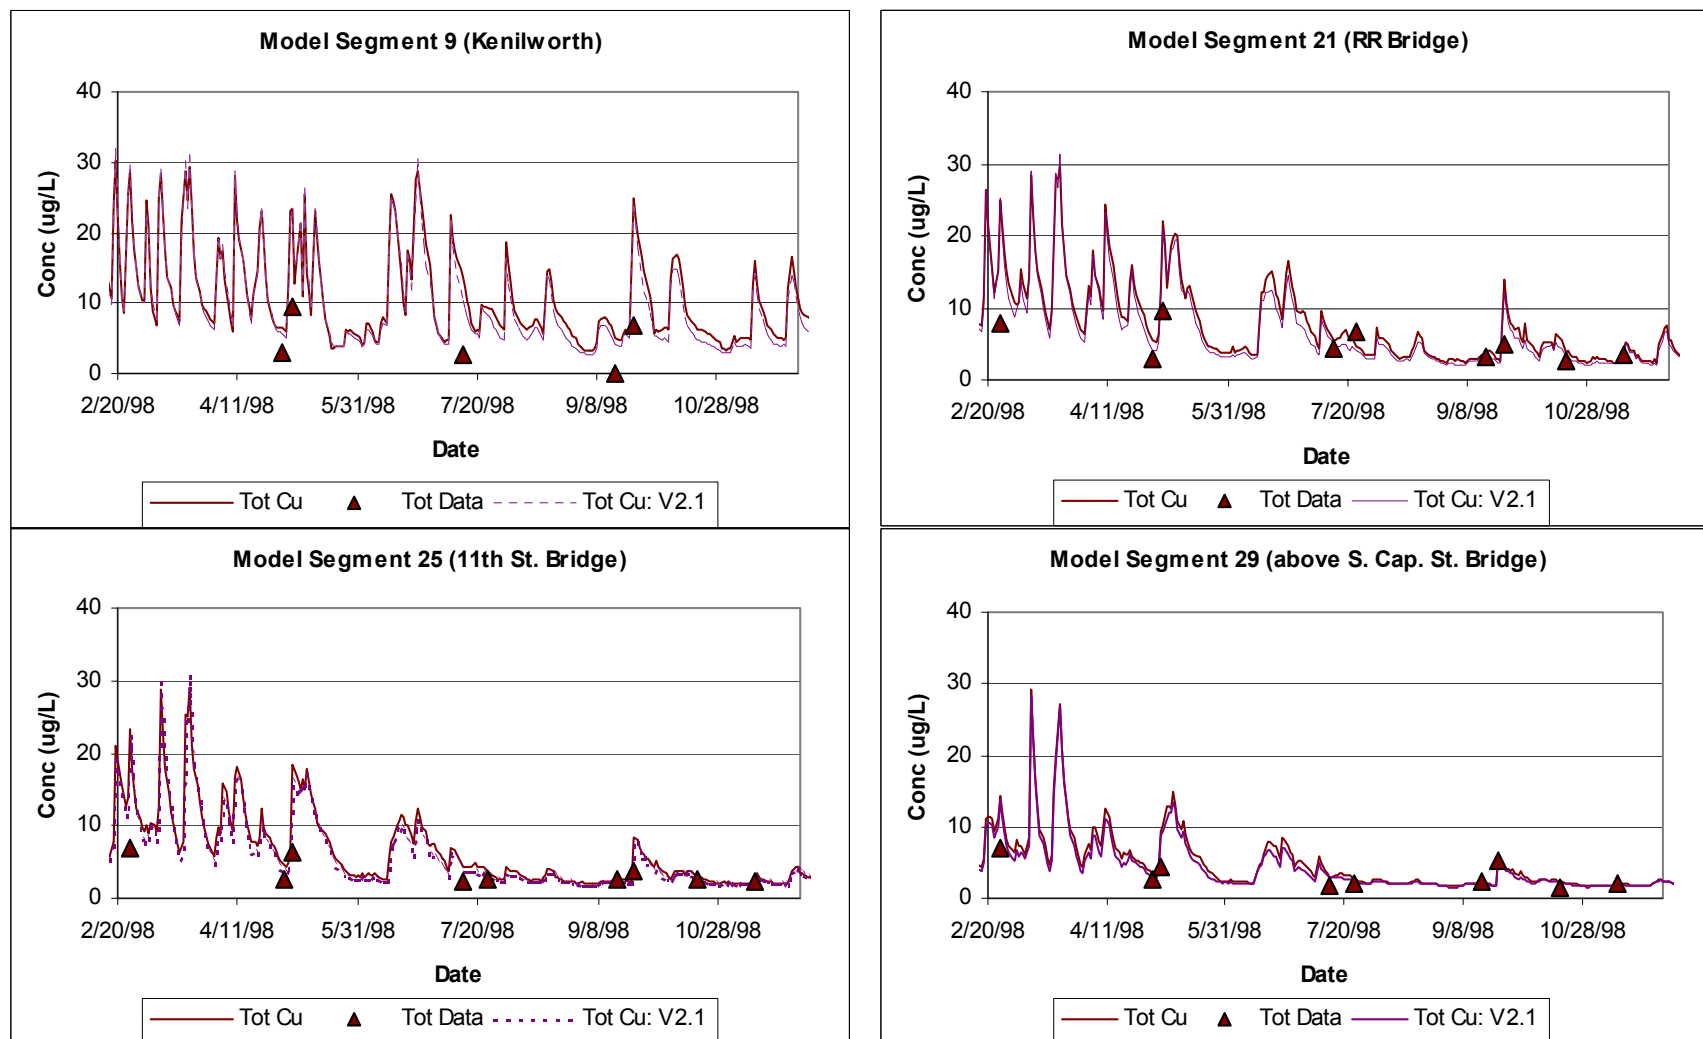 Model Segment 9 (Kenilworth)
40
30
20
10
0
Conc (ug/L)
2/20/98 4/11/98 5/31/98 7/20/98 9/8/98 10/28/98
Date
Tot Cu Tot Data Tot Cu: V2.1
Model Segment 21 (RR Bridge)
40
30
20
10
0
Conc (ug/L)
2/20/98 4/11/98 5/31/98 7/20/98 9/8/98 10/28/98
Date
Tot Cu Tot Data Tot Cu: V2.1
Model Segment 25 (11th St. Bridge)
40
30
20
10
0
Conc (ug/L)
2/20/98 4/11/98 5/31/98 7/20/98 9/8/98 10/28/98
Date
Tot Cu Tot Data Tot Cu: V2.1
Model Segment 29 (above S. Cap. St. Bridge)
40
30
20
10
0
Conc (ug/L)
2/20/98 4/11/98 5/31/98 7/20/98 9/8/98 10/28/98
Date
Tot Cu Tot Data Tot Cu: V2.1